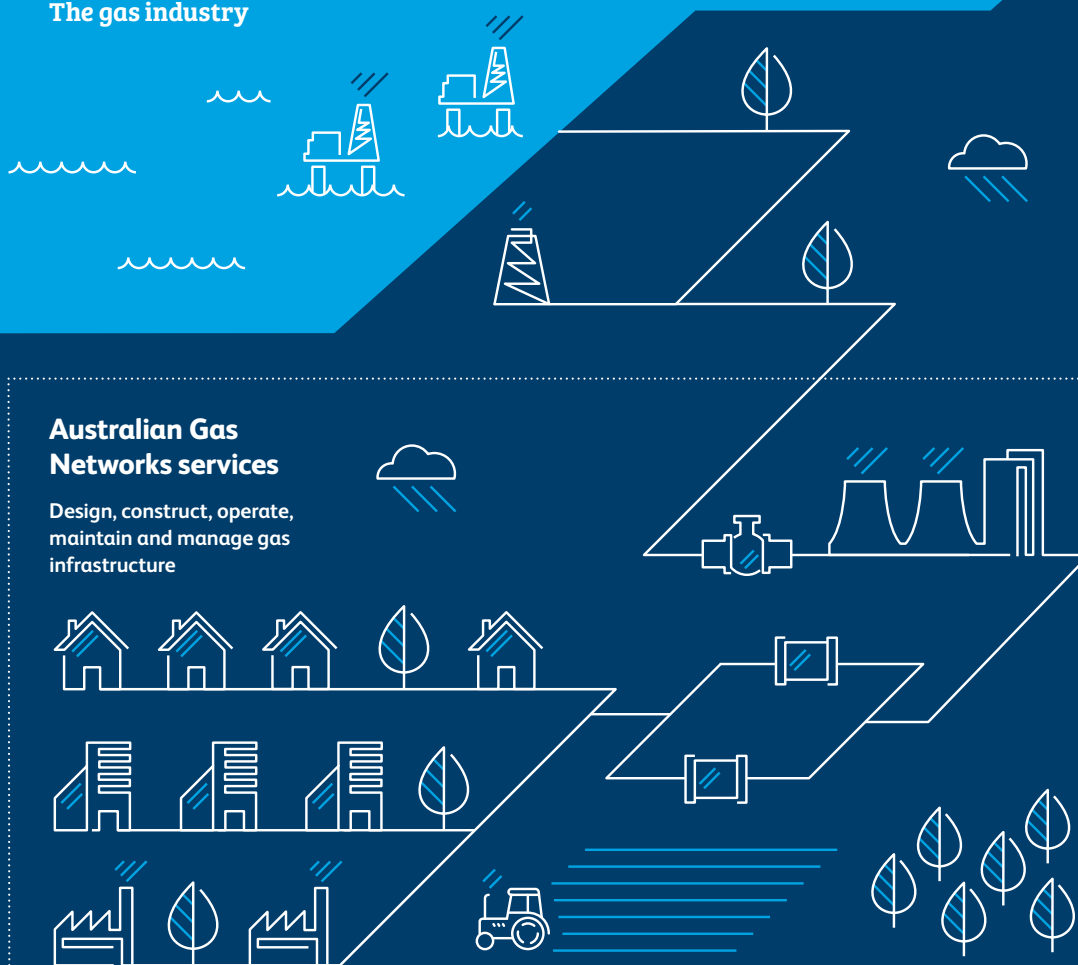 The gas industry
Australian Gas
Networks services
Design, construct, operate,
maintain and manage gas
infrastructure